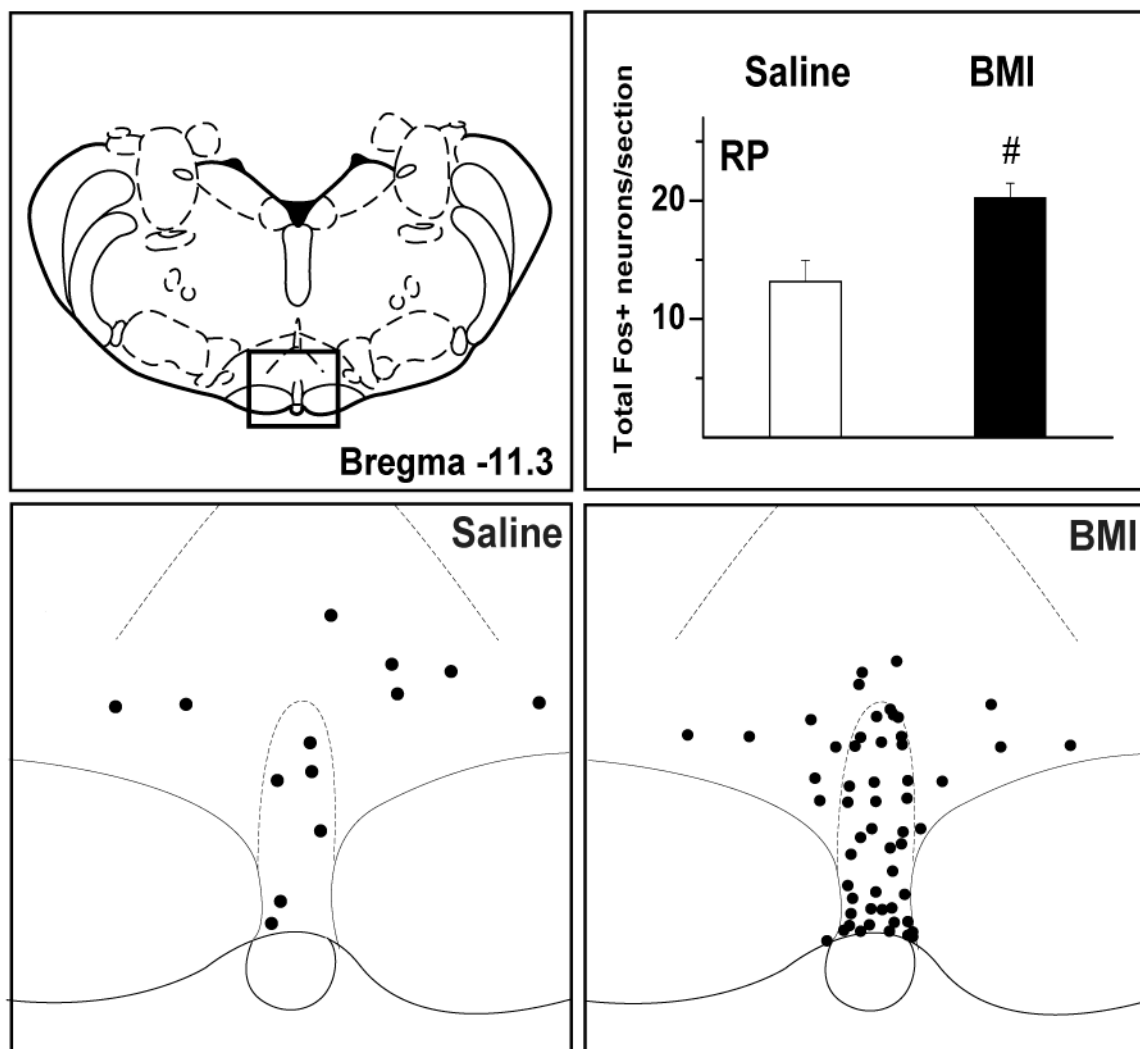 Bregma -11.3
Saline BMI
Total Fos+ neurons/section
RP
#
20
10
Saline
BMI